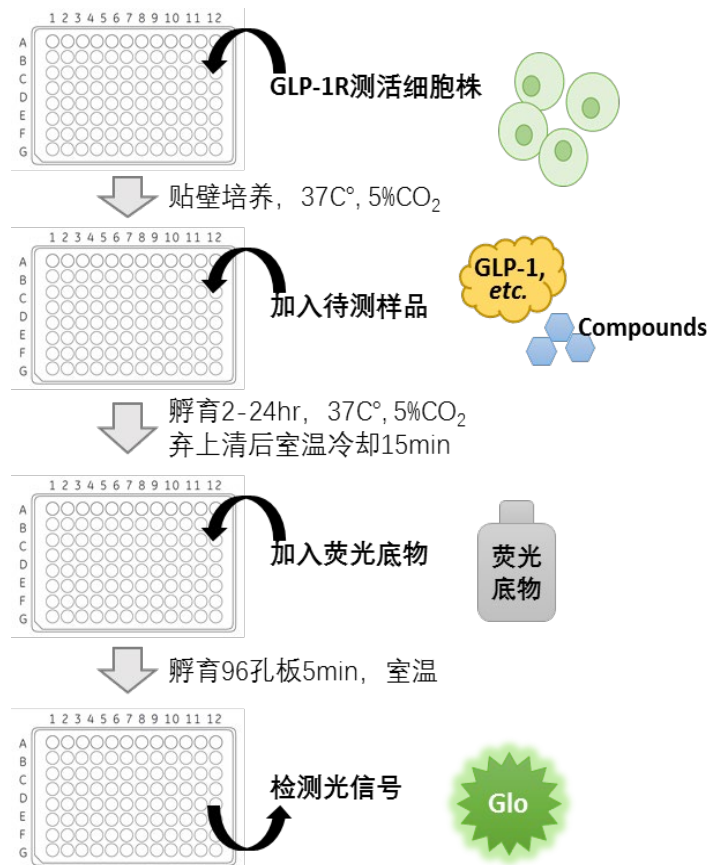 1 2 3 4 5 6 7 8 9 10 11 12
A
B
C
D
E
F
G
GLP-1R测活细胞株
贴壁培养，37C°, 5%CO₂
1 2 3 4 5 6 7 8 9 10 11 12
A
B
C
D
E
F
G
加入待测样品
GLP-1,
etc.
Compounds
孵育2-24hr，37C°, 5%CO₂
弃上清后室温冷却15min
1 2 3 4 5 6 7 8 9 10 11 12
A
B
C
D
E
F
G
加入荧光底物
荧光
底物
孵育96孔板5min，室温
1 2 3 4 5 6 7 8 9 10 11 12
A
B
C
D
E
F
G
检测光信号
Glo